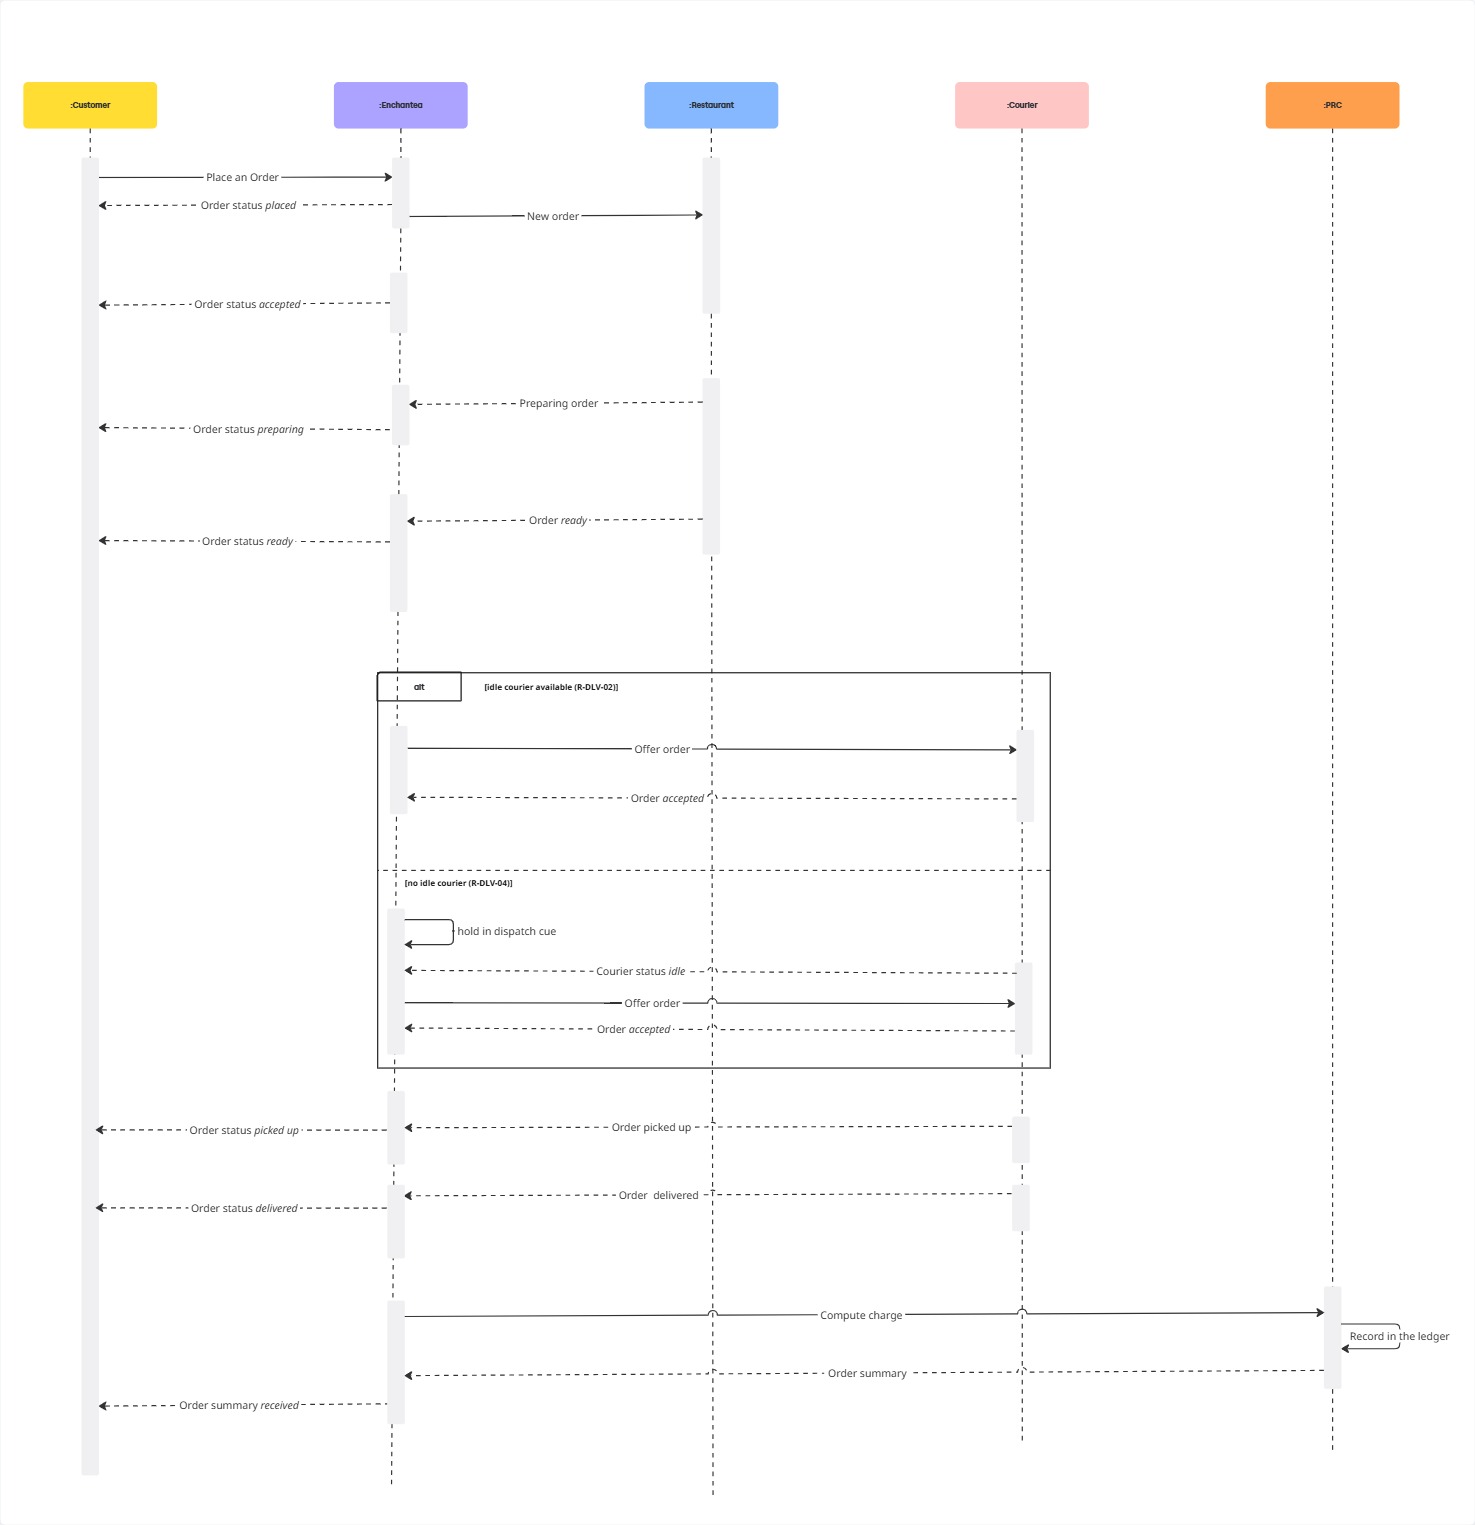 :Customer
:Enchantea
:Restaurant
:Courier
:PRC
Place an Order
Order status placed
New order
Order status accepted
Preparing order
Order status preparing
Order ready
Order status ready
alt
[idle courier available (R-DLV-02)]
Offer order
Order accepted
[no idle courier (R-DLV-04)]
hold in dispatch cue
Courier status idle
Offer order
Order accepted
Order picked up
Order status picked up
Order delivered
Order status delivered
Compute charge
Record in the ledger
Order summary
Order summary received